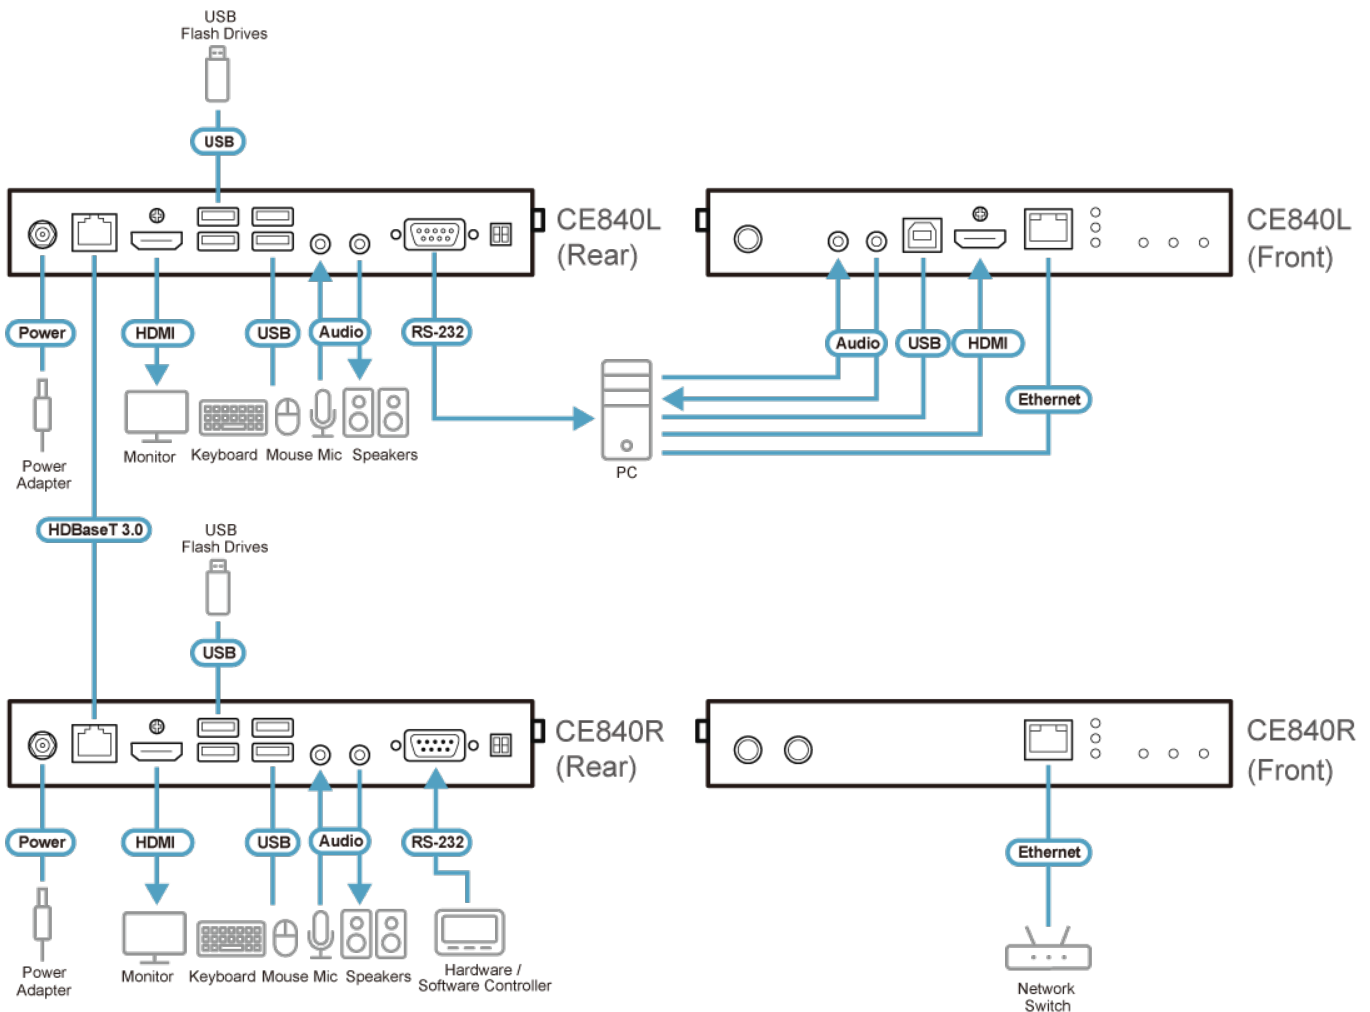 USB
Flash Drives
USB
CE840L
(Rear)
CE840L
(Front)
Power
HDMI
USB
Audio
RS-232
Audio
USB
HDMI
Ethernet
Monitor
Keyboard
Mouse
Mic
Speakers
Power
Adapter
PC
HDBaseT 3.0
USB
Flash Drives
USB
CE840R
(Rear)
CE840R
(Front)
Power
HDMI
USB
Audio
RS-232
Ethernet
Power
Adapter
Monitor
Keyboard
Mouse
Mic
Speakers
Hardware /
Software Controller
Network
Switch